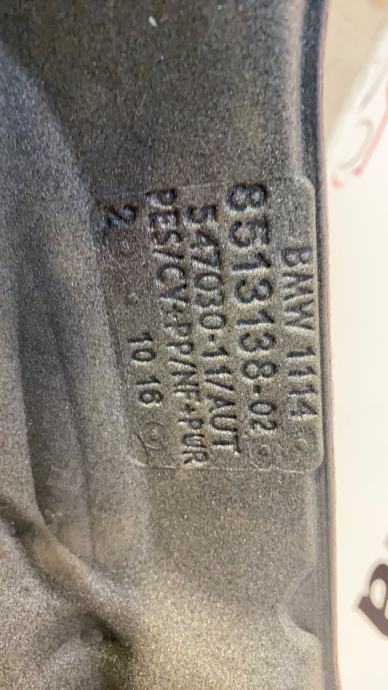 BMW 1114
8513138-02
547030-11/AUT
PES/CV+PP/NF+PUR
2 10 16